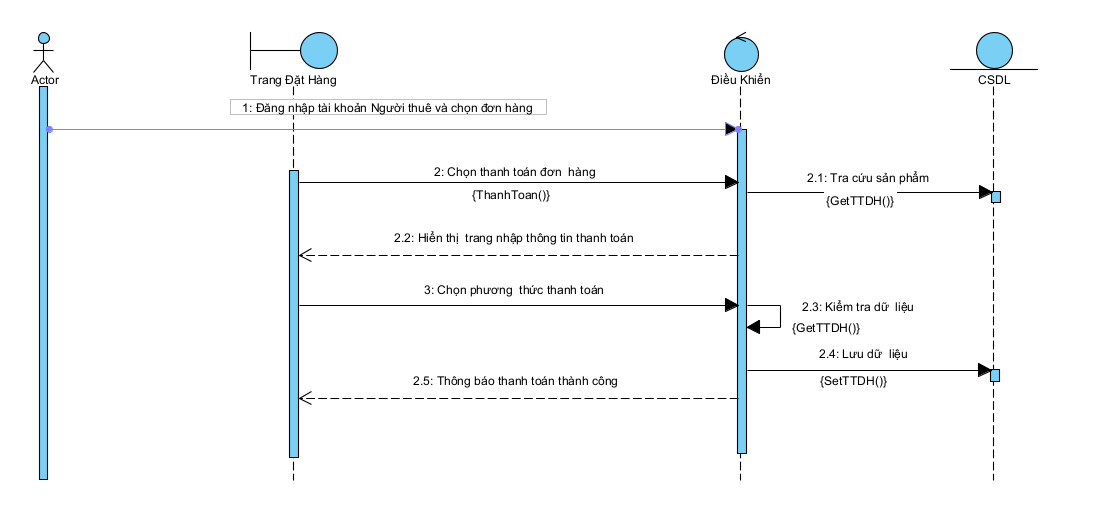 Actor
Trang Đặt Hàng
Điều Khiển
CSDL
1: Đăng nhập tài khoản Người thuê và chọn đơn hàng
2: Chọn thanh toán đơn hàng
{ThanhToan()}
2.1: Tra cứu sản phẩm
{GetTTDH()}
2.2: Hiển thị trang nhập thông tin thanh toán
3: Chọn phương thức thanh toán
2.3: Kiểm tra dữ liệu
{GetTTDH()}
2.4: Lưu dữ liệu
{SetTTDH()}
2.5: Thông báo thanh toán thành công